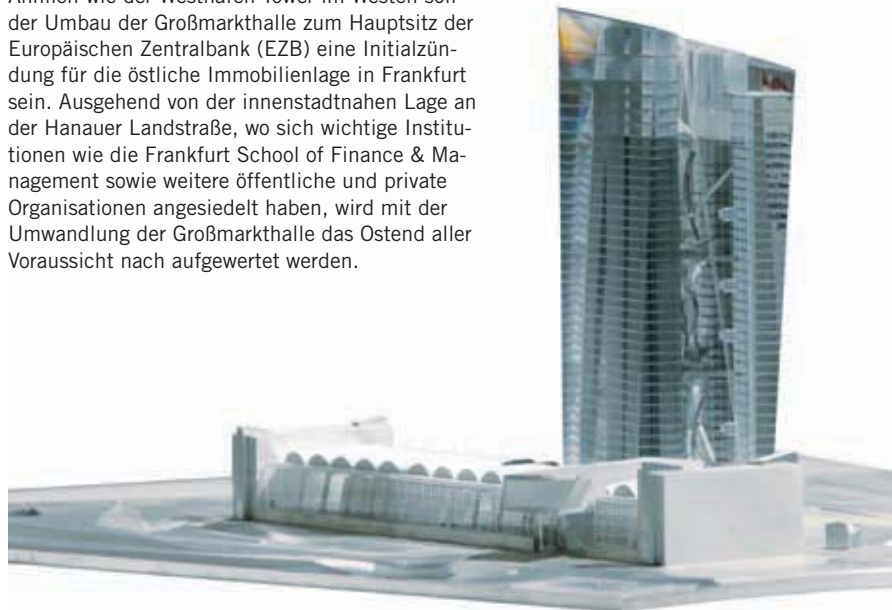 Ähnlich wie der Westhafen Tower im Westen soll
der Umbau der Großmarkthalle zum Hauptsitz der
Europäischen Zentralbank (EZB) eine Initialzün-
dung für die östliche Immobilienlage in Frankfurt
sein. Ausgehend von der innenstadtnahen Lage an
der Hanauer Landstraße, wo sich wichtige Institu-
tionen wie die Frankfurt School of Finance & Ma-
nagement sowie weitere öffentliche und private
Organisationen angesiedelt haben, wird mit der
Umwandlung der Großmarkthalle das Ostend aller
Voraussicht nach aufgewertet werden.